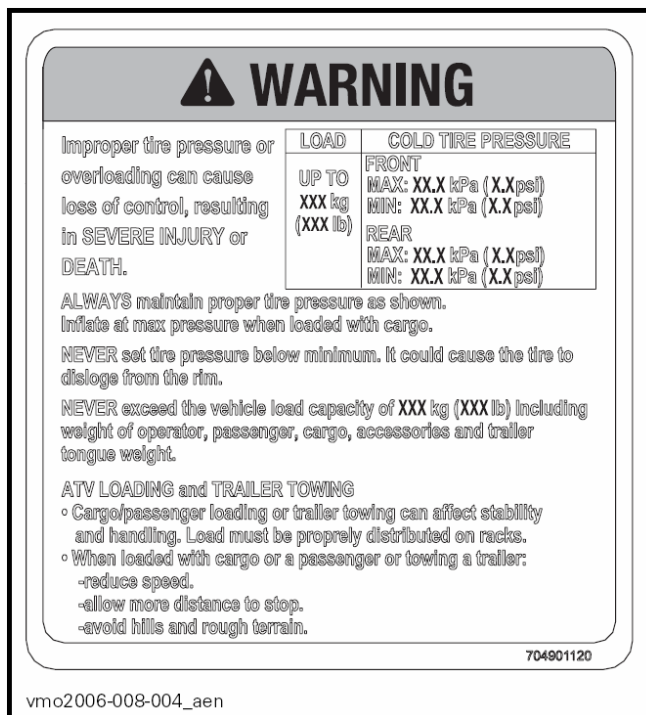 WARNING
Improper tire pressure or
overloading can cause
loss of control, resulting
in SEVERE INJURY or
DEATH.
LOAD COLD TIRE PRESSURE
UP TO
XXX kg
(XXX lb)
FRONT
MAX: XX.X kPa (X.Xpsi)
MIN: XX.X kPa (X.Xpsi)
REAR
MAX: XX.X kPa (X.Xpsi)
MIN: XX.X kPa (X.Xpsi)
ALWAYS maintain proper tire pressure as shown.
Inflate at max pressure when loaded with cargo.
NEVER set tire pressure below minimum. It could cause the tire to
disloge from the rim.
NEVER exceed the vehicle load capacity of XXX kg (XXX lb) Including
weight of operator, passenger, cargo, accessories and trailer
tongue weight.
ATV LOADING and TRAILER TOWING
• Cargo/passenger loading or trailer towing can affect stability
and handling. Load must be proprely distributed on racks.
• When loaded with cargo or a passenger or towing a trailer:
-reduce speed.
-allow more distance to stop.
-avoid hills and rough terrain.
704901120
vmo2006-008-004_aen